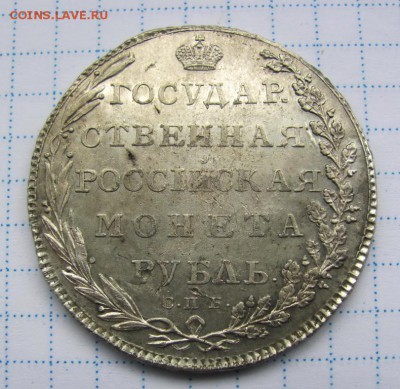 COINS.LAVE.RU
ГОСУДАР.
СТВЕННАЯ
РОССІЙСКАЯ
МОНЕТА
РУБЛЬ.
С.П.Б.